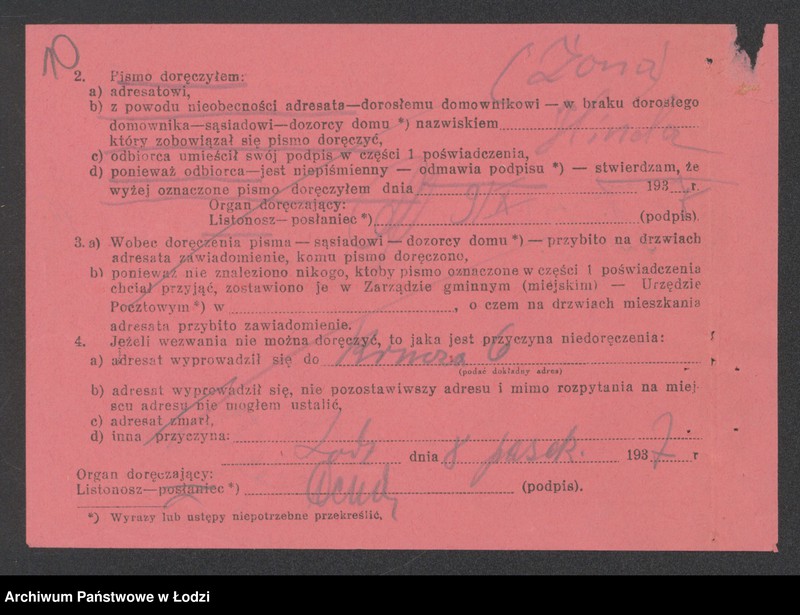 10
(Żona)
2. Pismo doręczyłem:
a) adresatowi,
b) z powodu nieobecności adresata—dorosłemu domownikowi — w braku dorosłego
domownika—sąsiadowi—dozorcy domu *) nazwiskiem Hinda
który zobowiązał się pismo doręczyć,
c) odbiorca umieścił swój podpis w części 1 poświadczenia,
d) ponieważ odbiorca—jest niepiśmienny — odmawia podpisu *) — stwierdzam, że
wyżej oznaczone pismo doręczyłem dnia 193 r.
Organ doręczający:
Listonosz—posłaniec *) (podpis).
3. a) Wobec doręczenia pisma — sąsiadowi — dozorcy domu *) — przybito na drzwiach
adresata zawiadomienie, komu pismo doręczono,
b) ponieważ nie znaleziono nikogo, ktoby pismo oznaczone w części 1 poświadczenia
chciał przyjąć, zostawiono je w Zarządzie gminnym (miejskim) — Urzędzie
Pocztowym *) w , o czem na drzwiach mieszkania
adresata przybito zawiadomienie.
4. Jeżeli wezwania nie można doręczyć, to jaka jest przyczyna niedoręczenia:
a) adresat wyprowadził się do Krucza 6
(podać dokładny adres)
b) adresat wyprowadził się, nie pozostawiwszy adresu i mimo rozpytania na miej-
scu adresu nie mogłem ustalić,
c) adresat zmarł,
d) inna przyczyna:
Łódź dnia 8 pasdk. 1937 r
Organ doręczający:
Listonosz—posłaniec *) (podpis).
*) Wyrazy lub ustępy niepotrzebne przekreślić.
Archiwum Państwowe w Łodzi